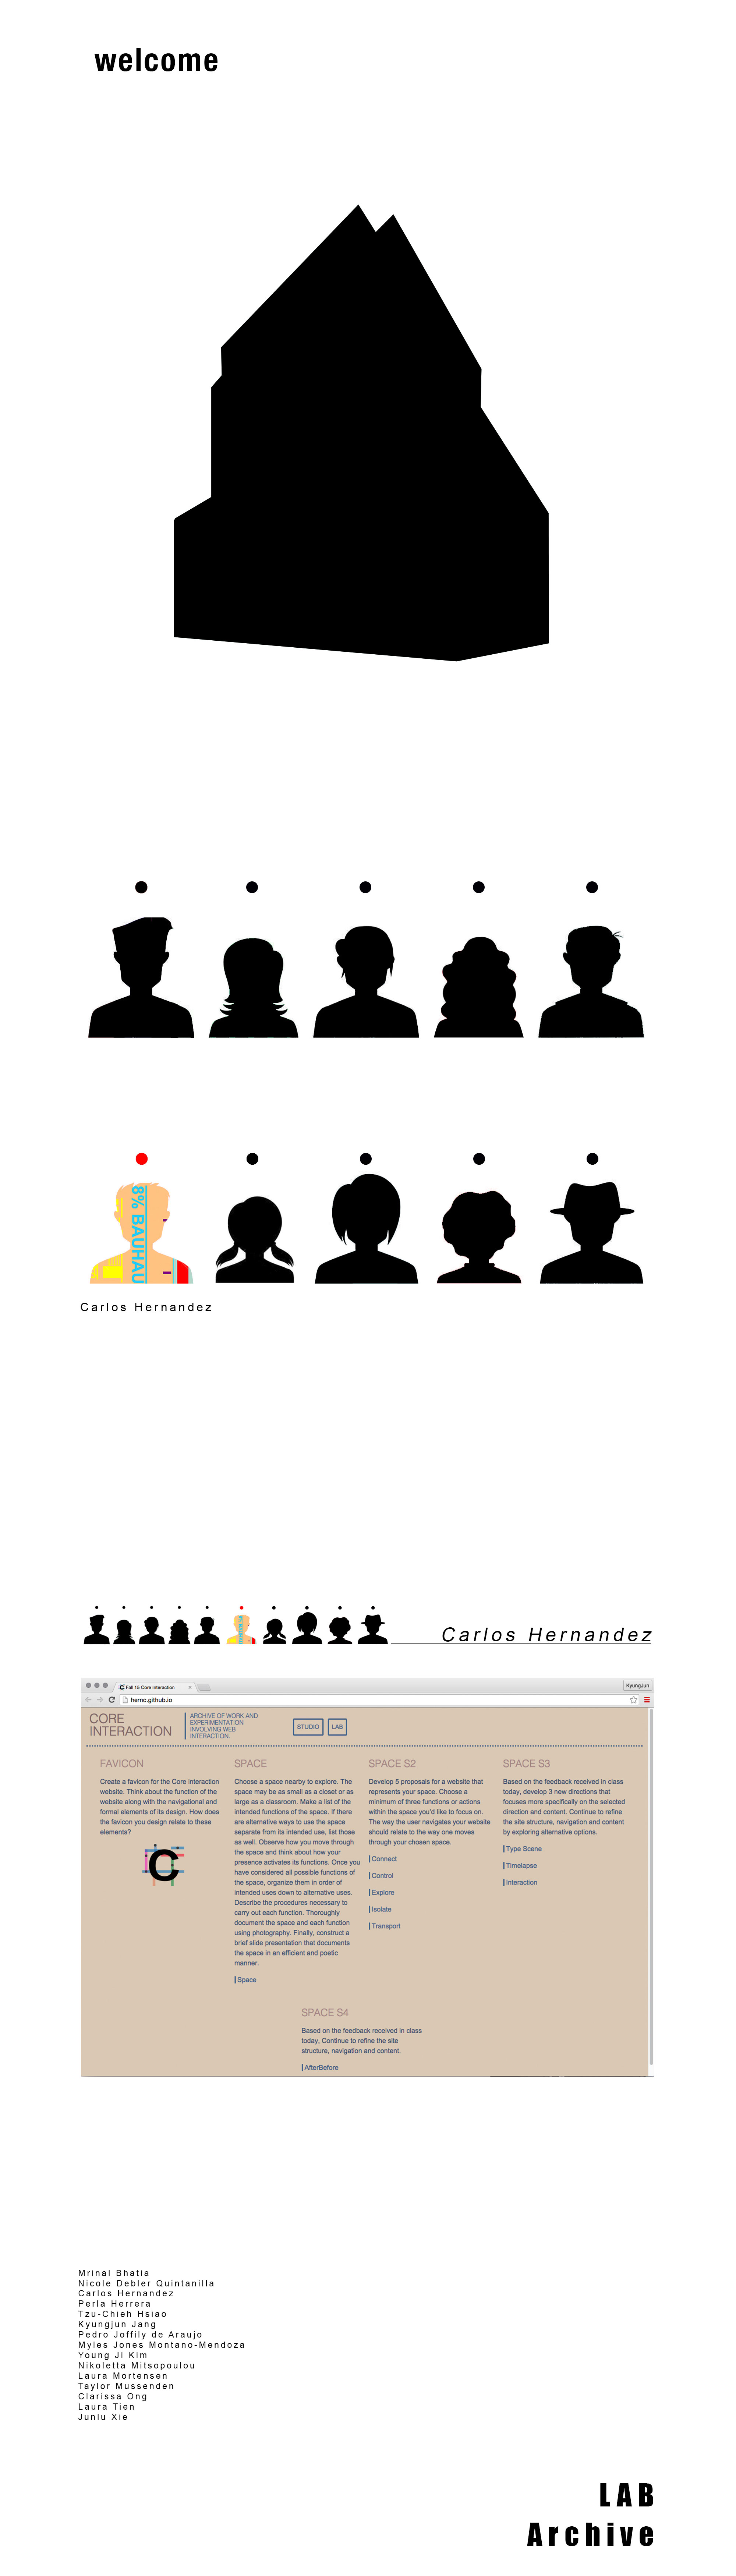 welcome
8% BAUHAU
Carlos Hernandez
Carlos Hernandez
Fall 15 Core Interaction
KyungJun
hernc.github.io
CORE
INTERACTION
ARCHIVE OF WORK AND
EXPERIMENTATION
INVOLVING WEB
INTERACTION.
STUDIO
LAB
FAVICON
Create a favicon for the Core interaction
website. Think about the function of the
website along with the navigational and
formal elements of its design. How does
the favicon you design relate to these
elements?
C
SPACE
Choose a space nearby to explore. The
space may be as small as a closet or as
large as a classroom. Make a list of the
intended functions of the space. If there
are alternative ways to use the space
separate from its intended use, list those
as well. Observe how you move through
the space and think about how your
presence activates its functions. Once you
have considered all possible functions of
the space, organize them in order of
intended uses down to alternative uses.
Describe the procedures necessary to
carry out each function. Thoroughly
document the space and each function
using photography. Finally, construct a
brief slide presentation that documents
the space in an efficient and poetic
manner.
Space
SPACE S2
Develop 5 proposals for a website that
represents your space. Choose a
minimum of three functions or actions
within the space you'd like to focus on.
The way the user navigates your website
should relate to the way one moves
through your chosen space.
Connect
Control
Explore
Isolate
Transport
SPACE S3
Based on the feedback received in class
today, develop 3 new directions that
focuses more specifically on the selected
direction and content. Continue to refine
the site structure, navigation and content
by exploring alternative options.
Type Scene
Timelapse
Interaction
SPACE S4
Based on the feedback received in class
today, Continue to refine the site
structure, navigation and content.
AfterBefore
Mrinal Bhatia
Nicole Debler Quintanilla
Carlos Hernandez
Perla Herrera
Tzu-Chieh Hsiao
Kyungjun Jang
Pedro Joffily de Araujo
Myles Jones Montano-Mendoza
Young Ji Kim
Nikoletta Mitsopoulou
Laura Mortensen
Taylor Mussenden
Clarissa Ong
Laura Tien
Junlu Xie
LAB
Archive